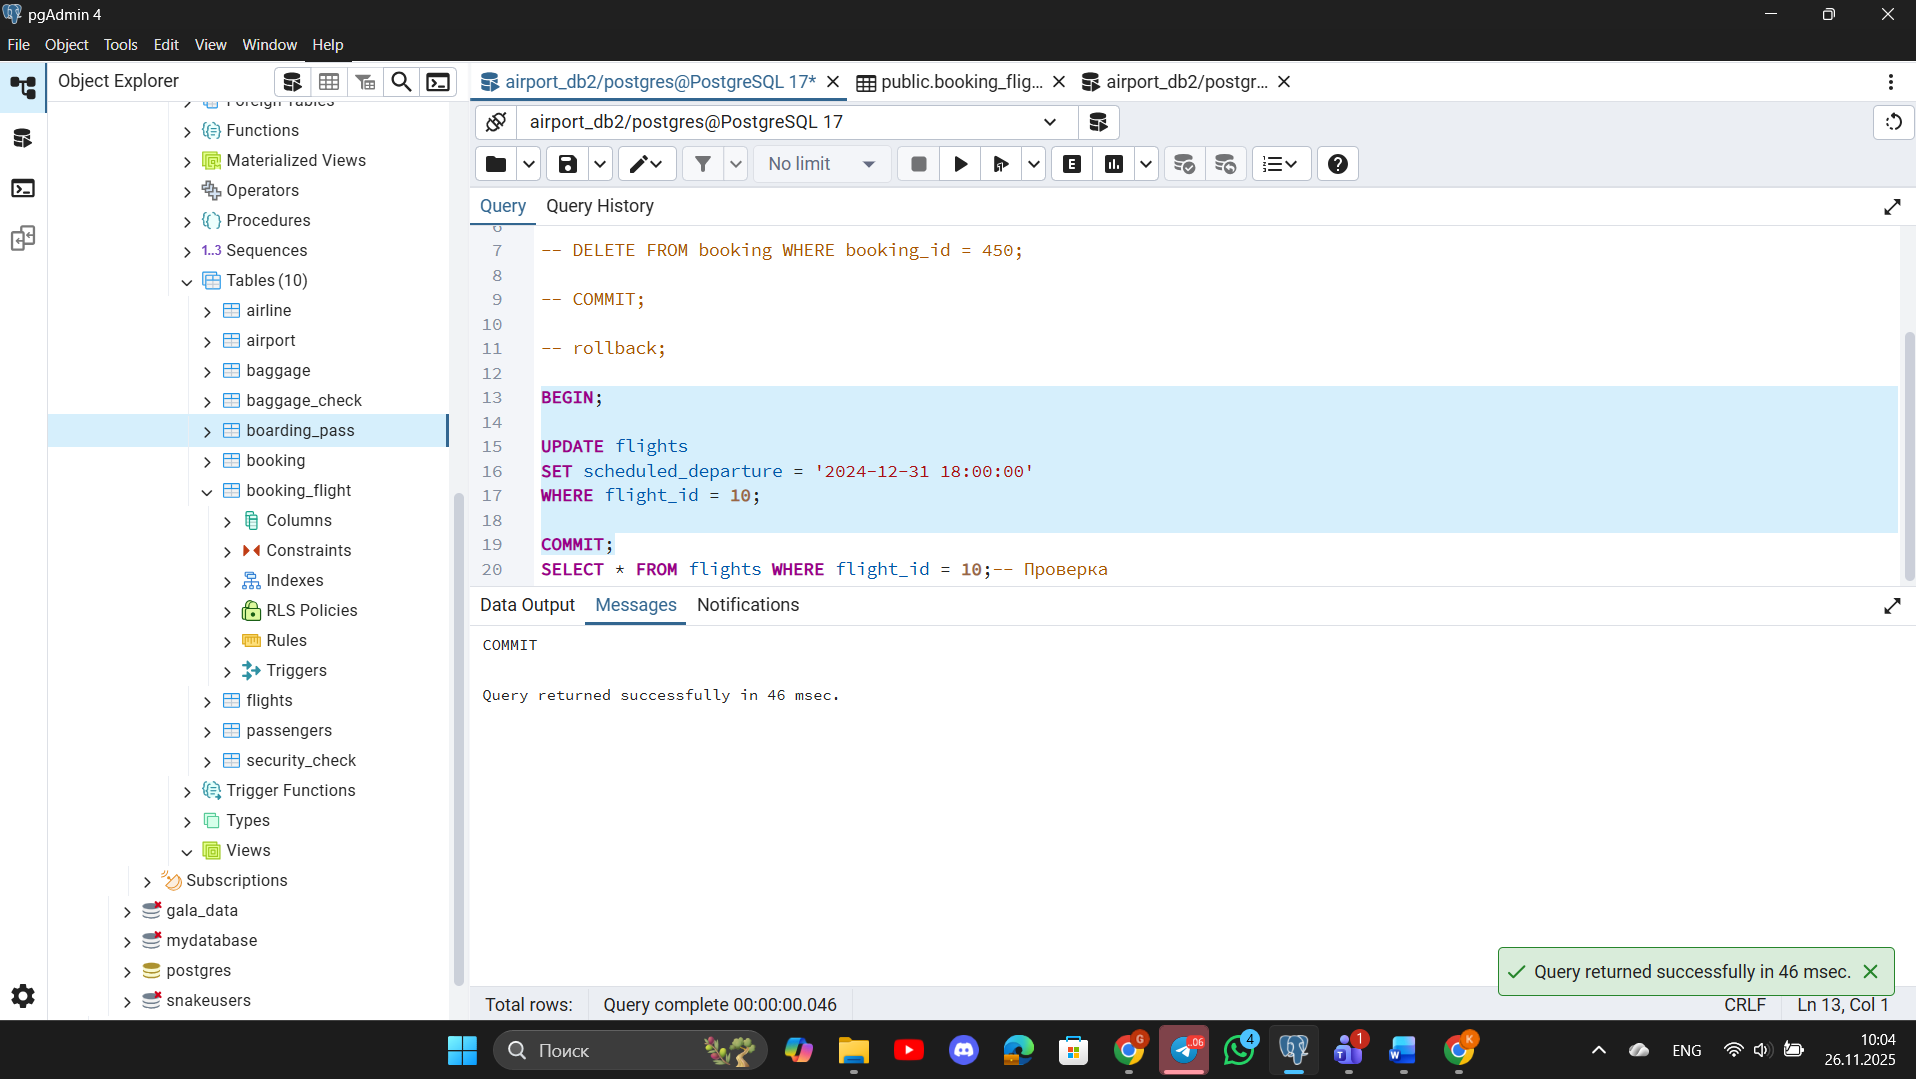 pgAdmin 4
File Object Tools Edit View Window Help
Object Explorer
airport_db2/postgres@PostgreSQL 17*
public.booking_flig...
airport_db2/postgr...
Foreign Tables
Functions
Materialized Views
Operators
Procedures
1..3 Sequences
Tables (10)
airline
airport
baggage
baggage_check
boarding_pass
booking
booking_flight
Columns
Constraints
Indexes
RLS Policies
Rules
Triggers
flights
passengers
security_check
Trigger Functions
Types
Views
Subscriptions
gala_data
mydatabase
postgres
snakeusers
airport_db2/postgres@PostgreSQL 17
No limit
E
Query Query History
6
7 -- DELETE FROM booking WHERE booking_id = 450;
8
9 -- COMMIT;
10
11 -- rollback;
12
13 BEGIN;
14
15 UPDATE flights
16 SET scheduled_departure = '2024-12-31 18:00:00'
17 WHERE flight_id = 10;
18
19 COMMIT;
20 SELECT * FROM flights WHERE flight_id = 10;-- Проверка
Data Output Messages Notifications
COMMIT
Query returned successfully in 46 msec.
Query returned successfully in 46 msec.
Total rows: Query complete 00:00:00.046
CRLF Ln 13, Col 1
Поиск
G
.06
4
1
W
K
ENG
10:04
26.11.2025